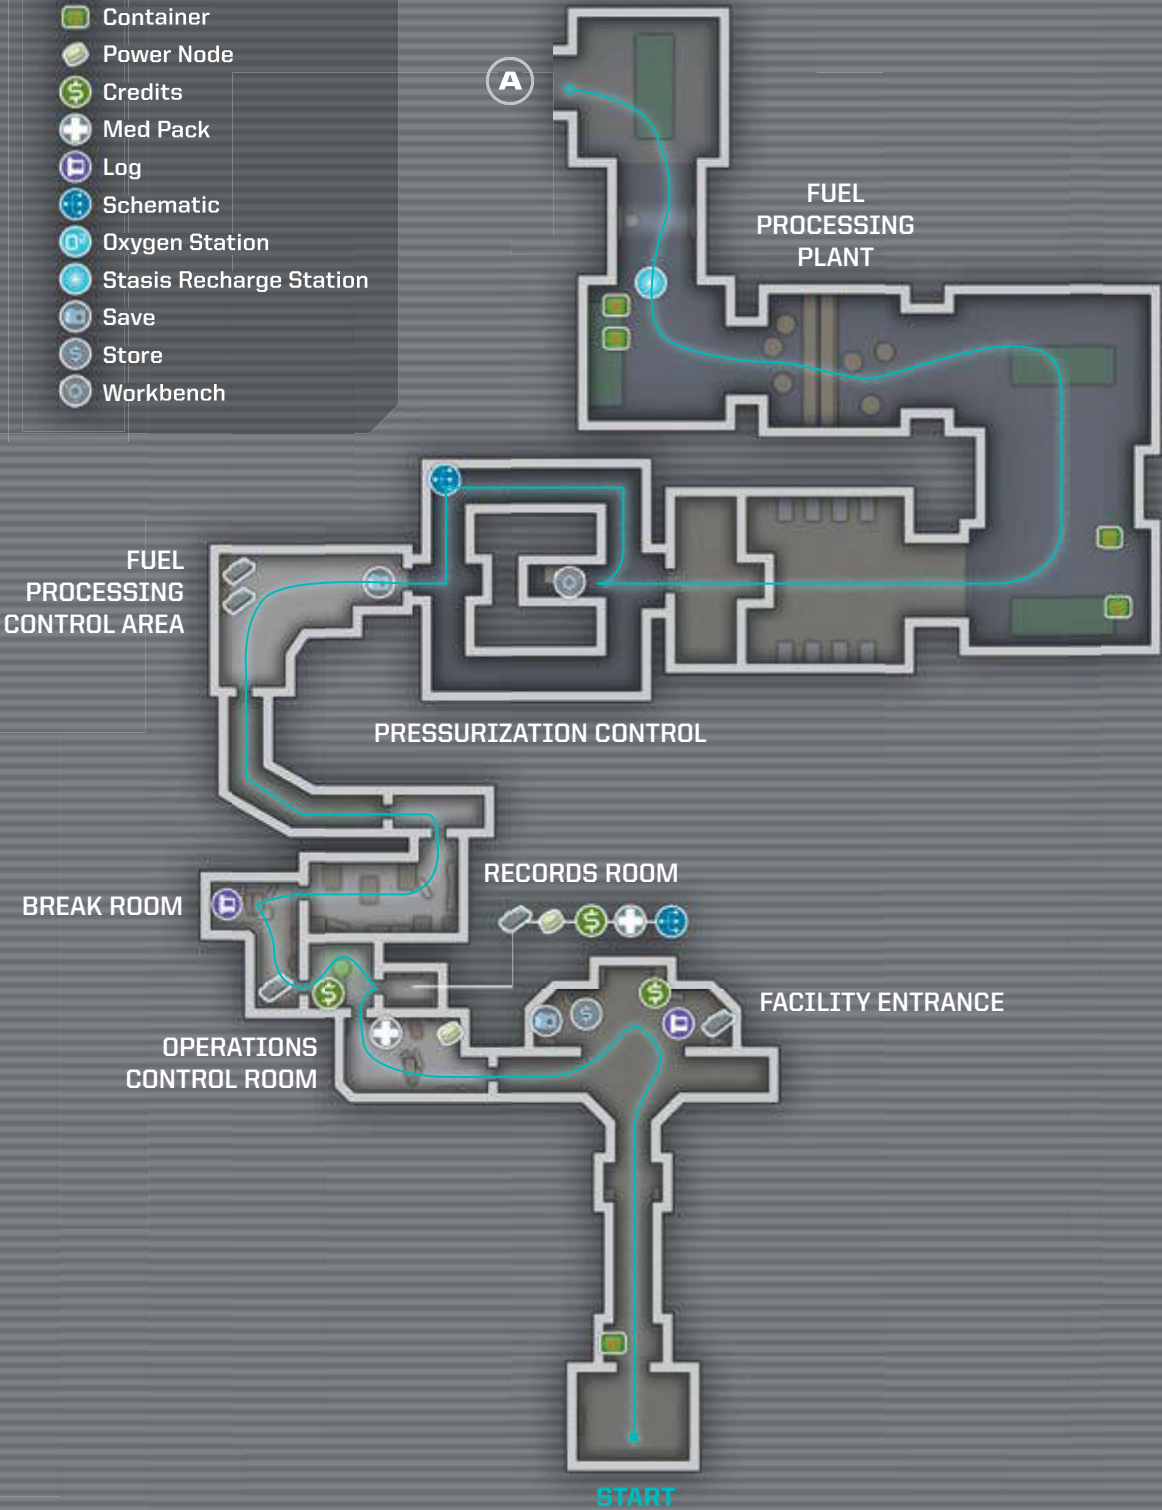 Container
Power Node
Credits
Med Pack
Log
Schematic
Oxygen Station
Stasis Recharge Station
Save
Store
Workbench
A
FUEL
PROCESSING
PLANT
FUEL
PROCESSING
CONTROL AREA
PRESSURIZATION CONTROL
RECORDS ROOM
BREAK ROOM
FACILITY ENTRANCE
OPERATIONS
CONTROL ROOM
START